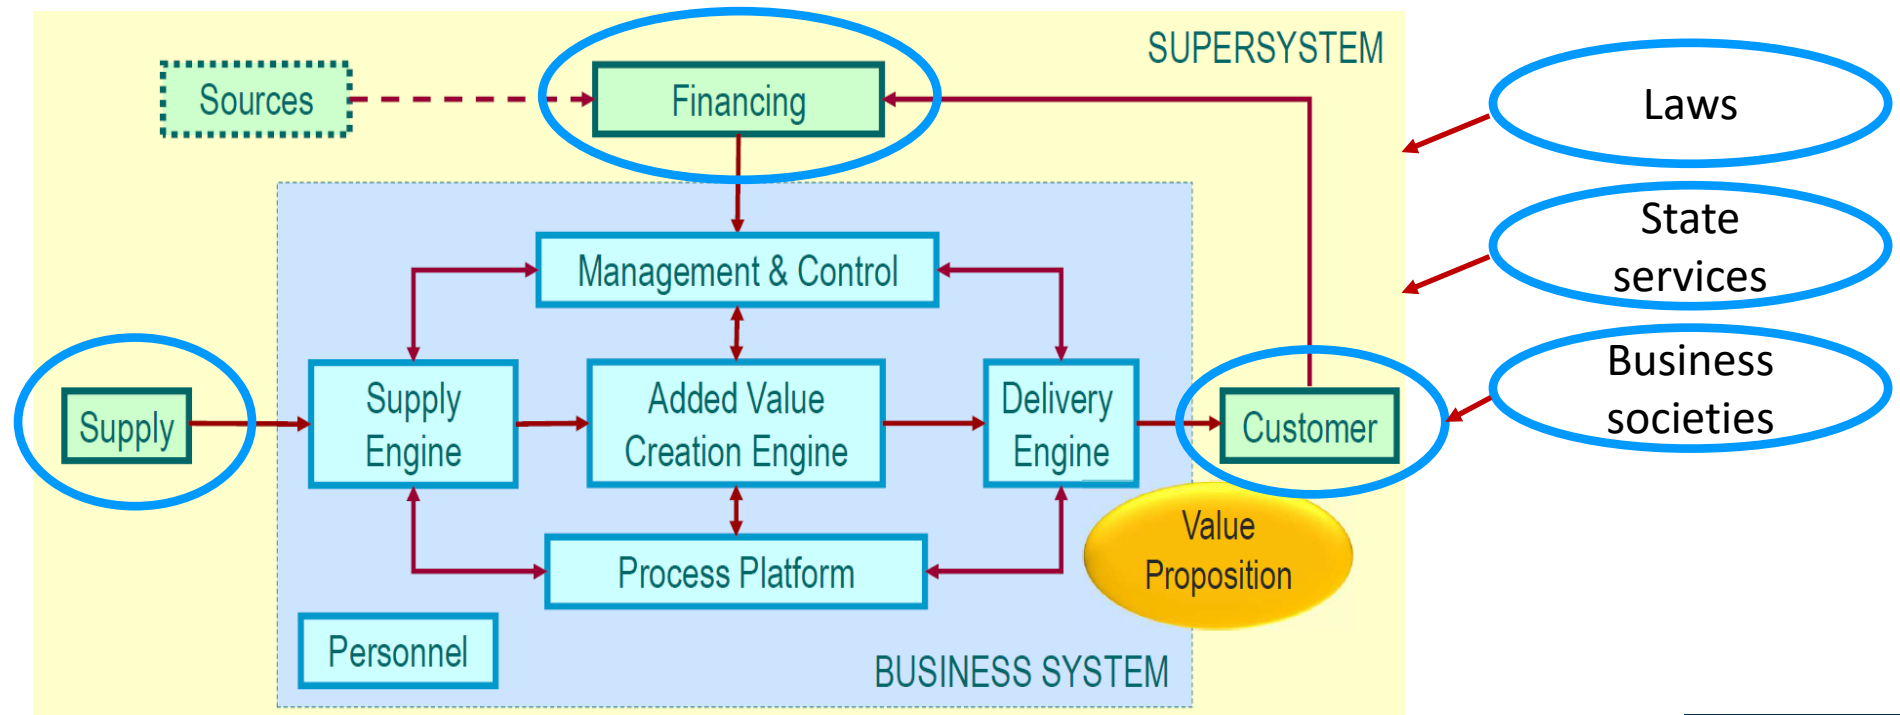 SUPERSYSTEM
Sources
Financing
Laws
State
services
Management & Control
Business
societies
Supply
Supply
Engine
Added Value
Creation Engine
Delivery
Engine
Customer
Value
Proposition
Process Platform
Personnel
BUSINESS SYSTEM